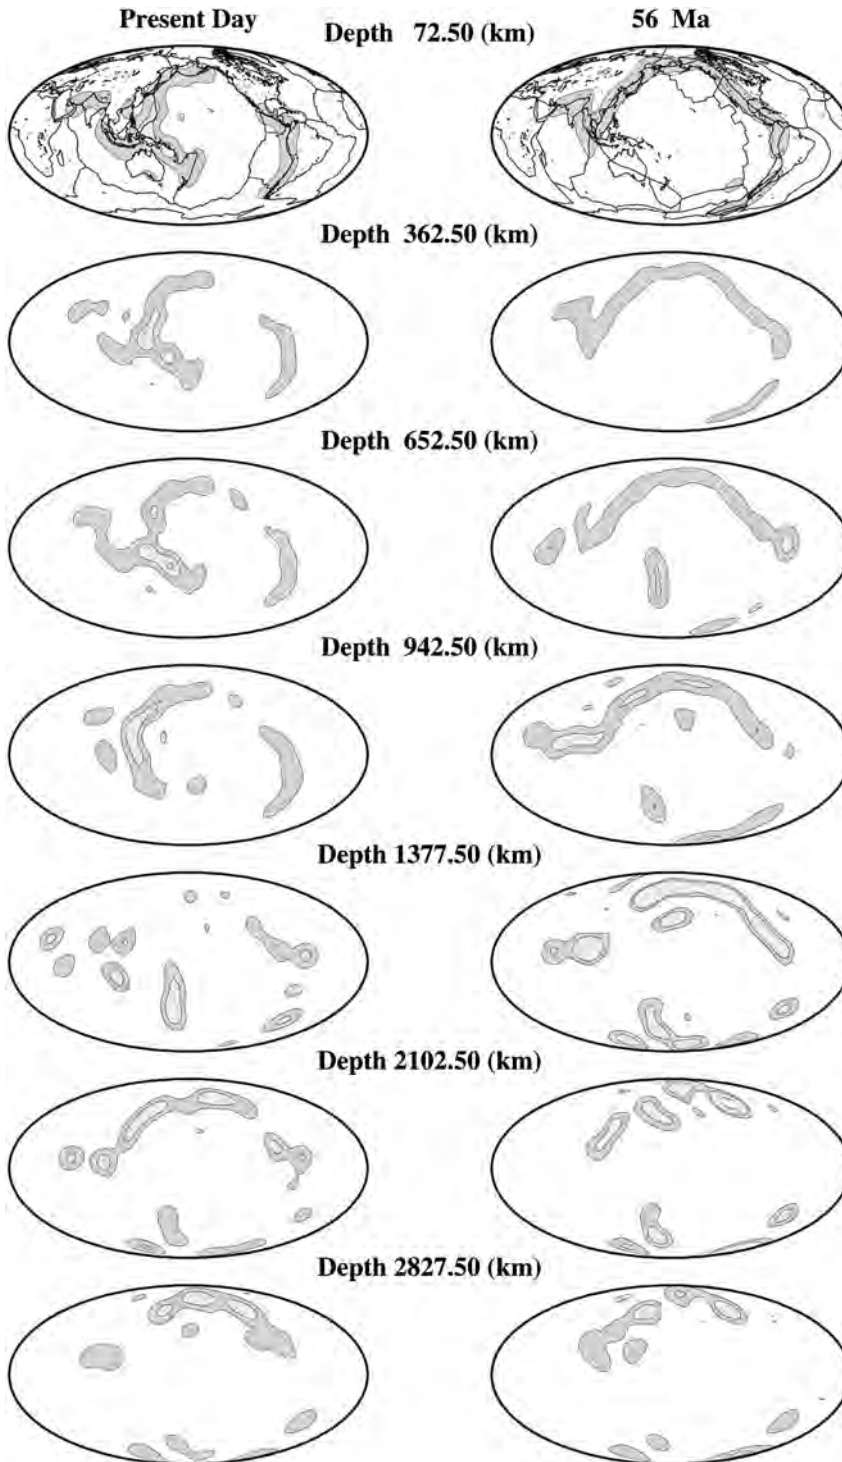 Present Day
56 Ma
Depth 72.50 (km)
Depth 362.50 (km)
Depth 652.50 (km)
Depth 942.50 (km)
Depth 1377.50 (km)
Depth 2102.50 (km)
Depth 2827.50 (km)